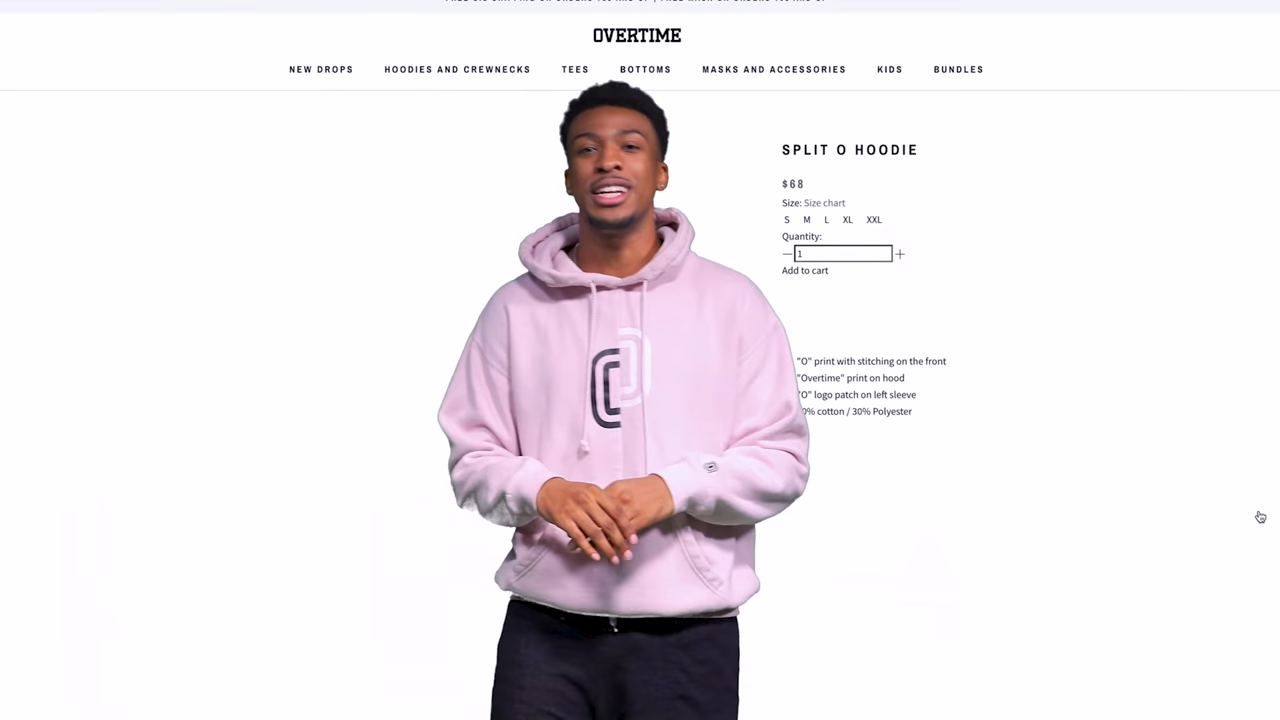 OVERTIME
NEW DROPS HOODIES AND CREWNECKS TEES BOTTOMS MASKS AND ACCESSORIES KIDS BUNDLES
SPLIT O HOODIE
$68
Size: Size chart
S M L XL XXL
Quantity:
— 1 +
Add to cart
"O" print with stitching on the front
"Overtime" print on hood
"O" logo patch on left sleeve
0% cotton / 30% Polyester